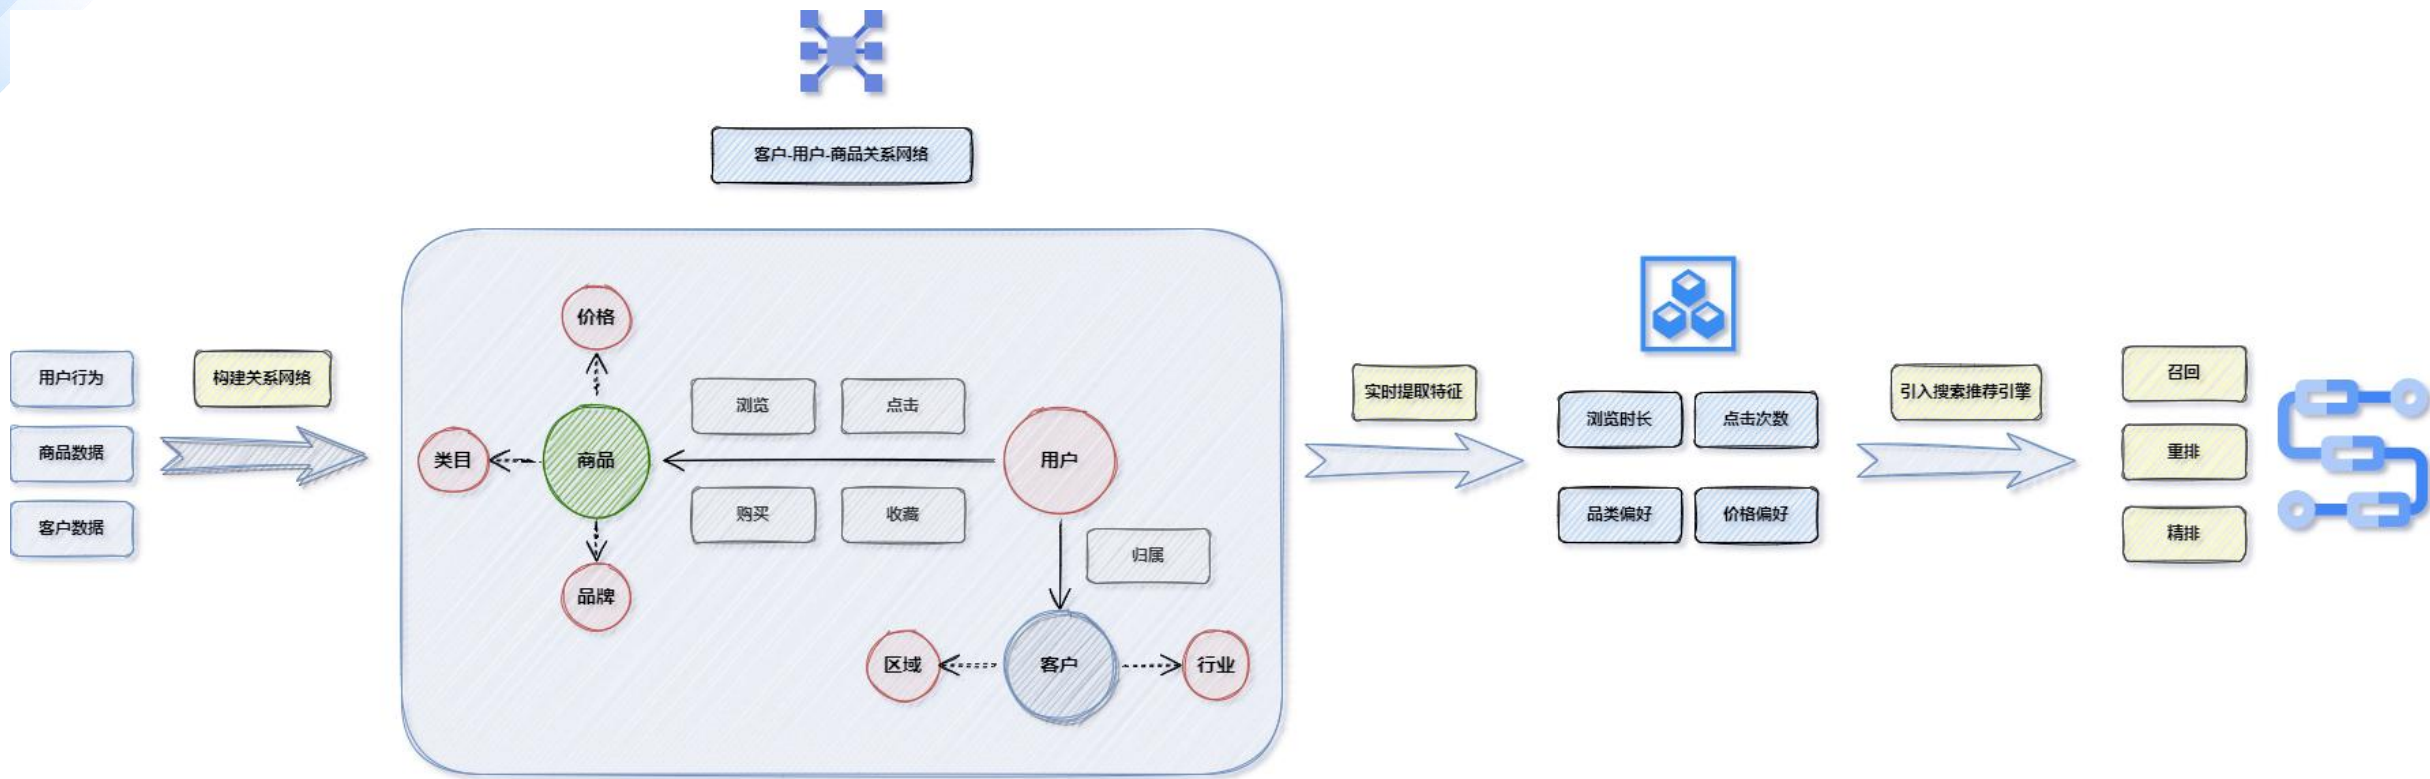 客户-用户-商品关系网络
用户行为
商品数据
客户数据
构建关系网络
价格
类目
商品
品牌
浏览
点击
购买
收藏
用户
归属
区域
客户
行业
实时提取特征
浏览时长
点击次数
品类偏好
价格偏好
引入搜索推荐引擎
召回
重排
精排